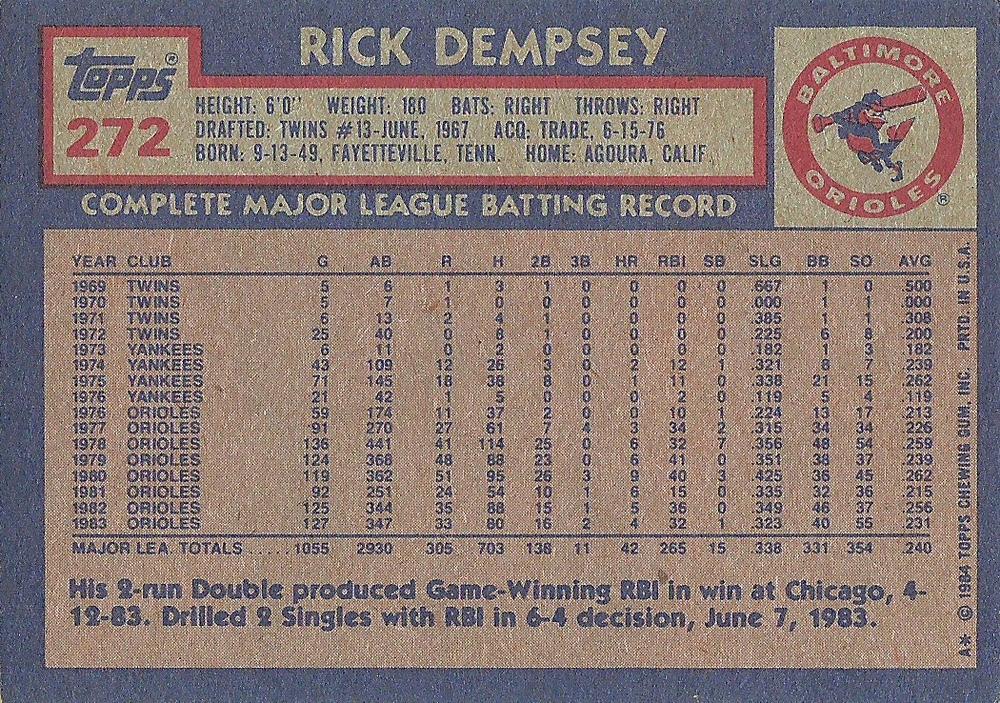 RICK DEMPSEY
Topps®
272
HEIGHT: 6'0" WEIGHT: 180 BATS: RIGHT THROWS: RIGHT
DRAFTED: TWINS #13-JUNE, 1967 ACQ: TRADE, 6-15-76
BORN: 9-13-49, FAYETTEVILLE, TENN. HOME: AGOURA, CALIF.
BALTIMORE
ORIOLES ®
COMPLETE MAJOR LEAGUE BATTING RECORD
YEAR CLUB G AB R H 2B 3B HR RBI SB SLG BB SO AVG
1969 TWINS 5 6 1 3 1 0 0 0 0 .667 1 0 .500
1970 TWINS 5 7 1 0 0 0 0 0 0 .000 1 1 .000
1971 TWINS 6 13 2 4 1 0 0 0 0 .385 1 1 .308
1972 TWINS 25 40 0 8 1 0 0 0 0 .225 6 8 .200
1973 YANKEES 6 11 0 2 0 0 0 0 0 .182 1 3 .182
1974 YANKEES 43 109 12 26 3 0 2 12 1 .321 8 7 .239
1975 YANKEES 71 145 18 38 8 0 1 11 0 .338 21 15 .262
1976 YANKEES 21 42 1 5 0 0 0 2 0 .119 5 4 .119
1976 ORIOLES 59 174 11 37 2 0 0 10 1 .224 13 17 .213
1977 ORIOLES 91 270 27 61 7 4 3 34 2 .315 34 34 .226
1978 ORIOLES 136 441 41 114 25 0 6 32 7 .356 48 54 .259
1979 ORIOLES 124 368 48 88 23 0 6 41 0 .351 38 37 .239
1980 ORIOLES 119 362 51 95 26 3 9 40 3 .425 36 45 .262
1981 ORIOLES 92 251 24 54 10 1 6 15 0 .335 32 36 .215
1982 ORIOLES 125 344 35 88 15 1 5 36 0 .349 46 37 .256
1983 ORIOLES 127 347 33 80 16 2 4 32 1 .323 40 55 .231
MAJOR LEA. TOTALS ..... 1055 2930 305 703 138 11 42 265 15 .338 331 354 .240
His 2-run Double produced Game-Winning RBI in win at Chicago, 4-
12-83. Drilled 2 Singles with RBI in 6-4 decision, June 7, 1983.
A* © 1984 TOPPS CHEWING GUM, INC. PRTD. IN U.S.A.